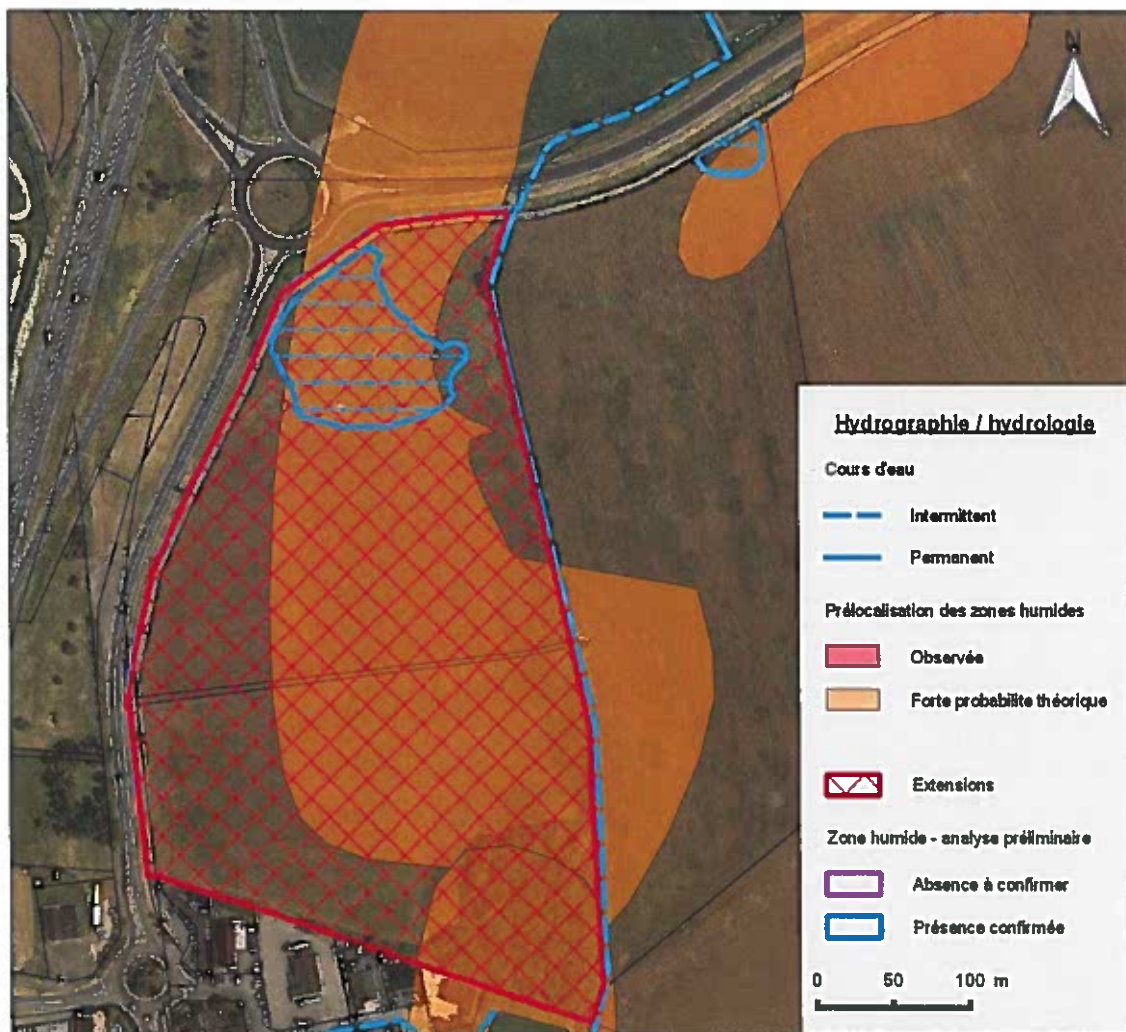 N
Hydrographie / hydrologie
Cours d'eau
Intermittent
Permanent
Prélocalisation des zones humides
Observée
Forte probabilite théorique
Extensions
Zone humide - analyse préliminaire
Absence à confirmer
Présence confirmée
0 50 100 m